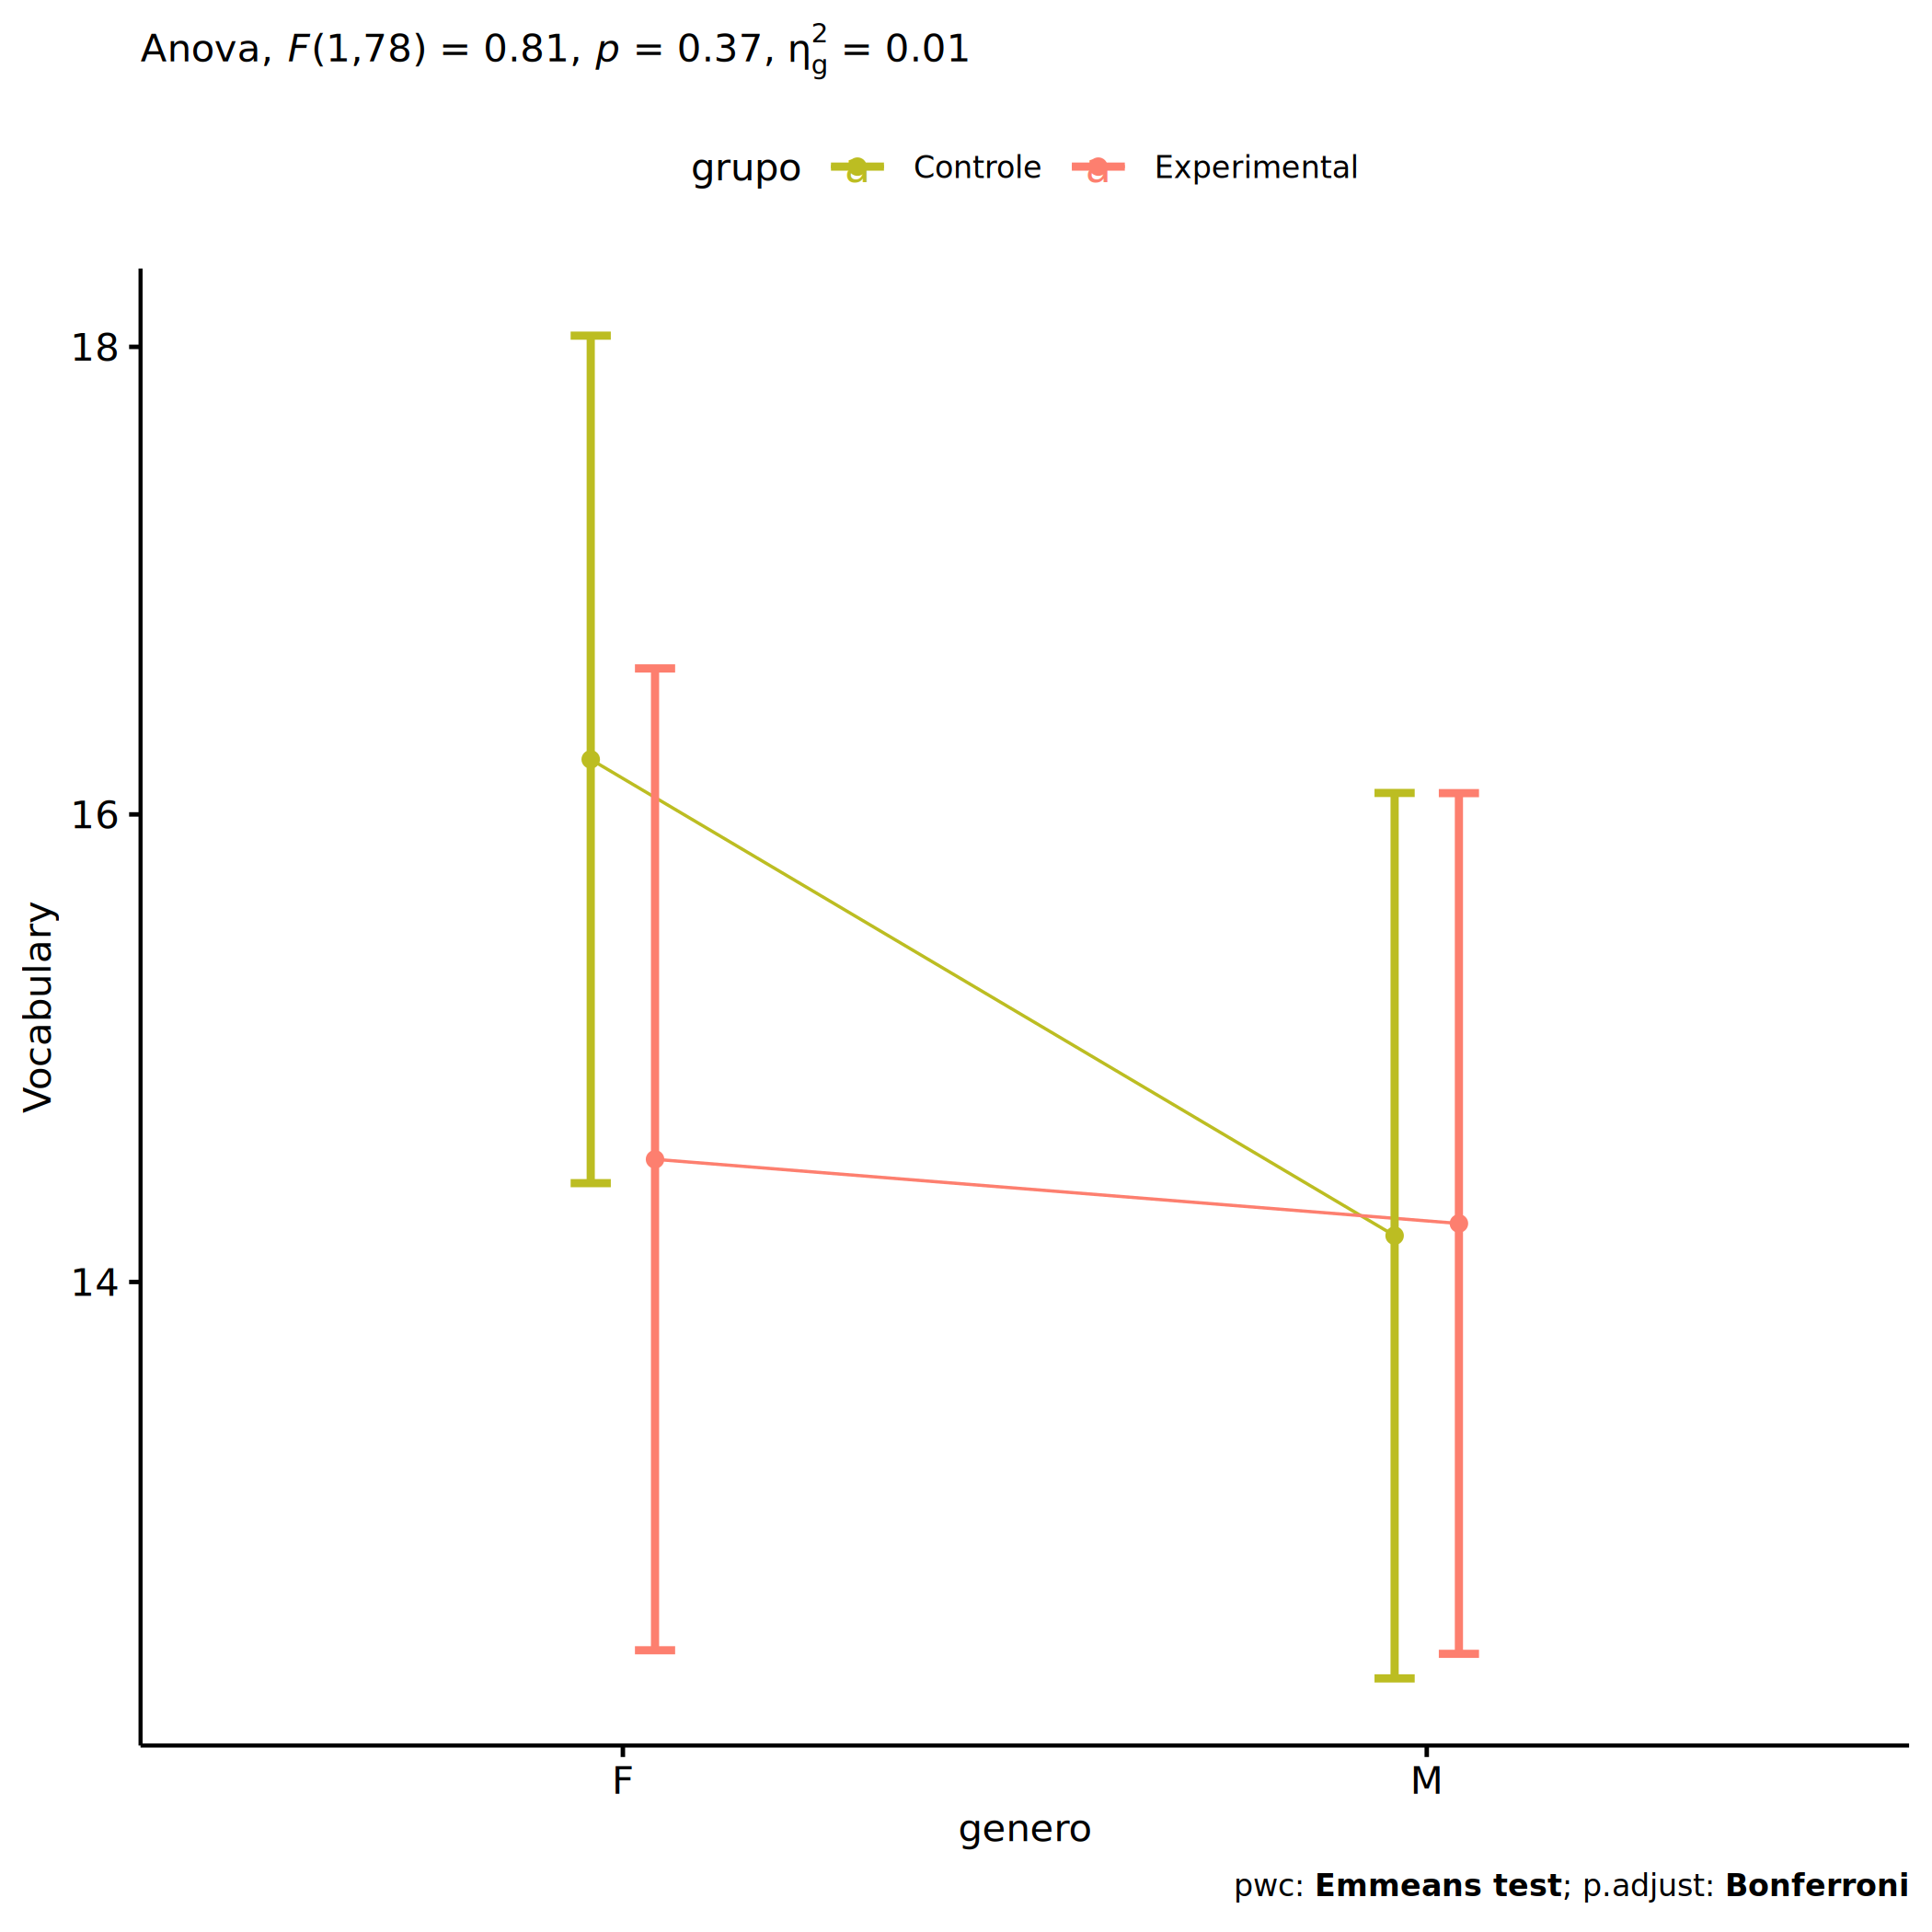 Anova, F(1,78) = 0.81, p = 0.37, η²g = 0.01
grupo a Controle a Experimental
18
16
14
Vocabulary
F M
genero
pwc: Emmeans test; p.adjust: Bonferroni